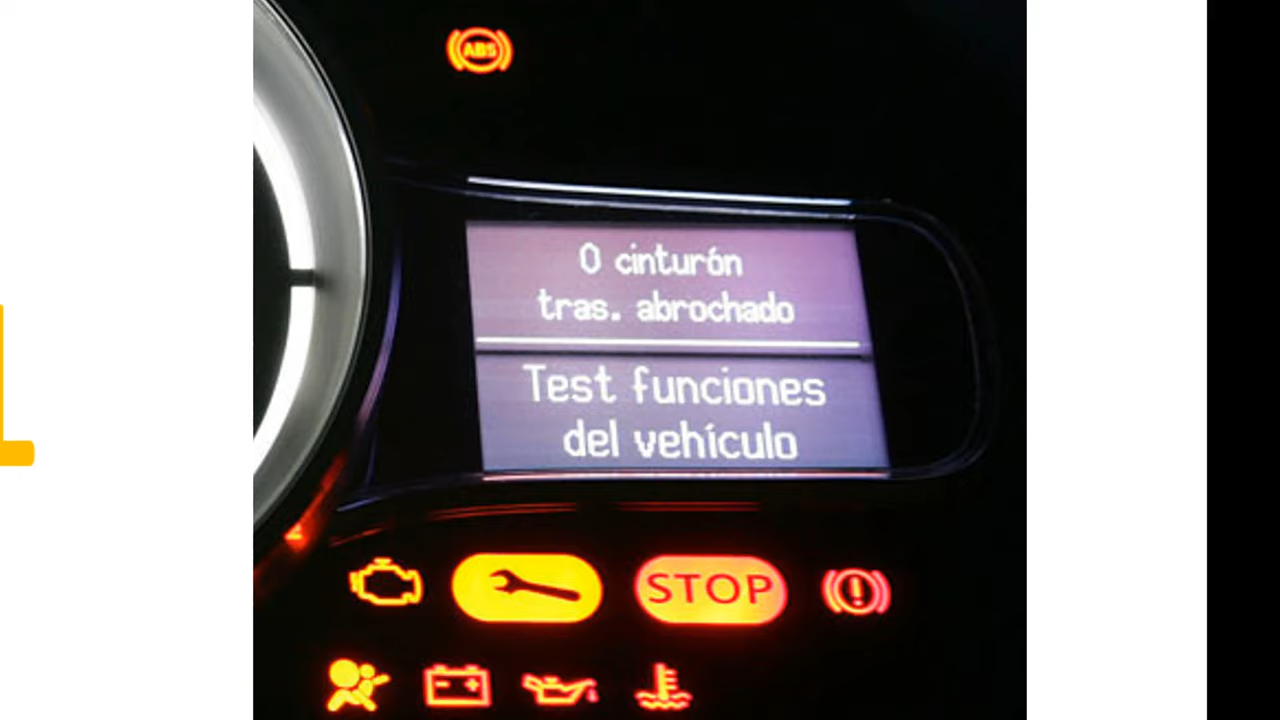 ABS
0 cinturón
tras. abrochado
Test funciones
del vehículo
STOP